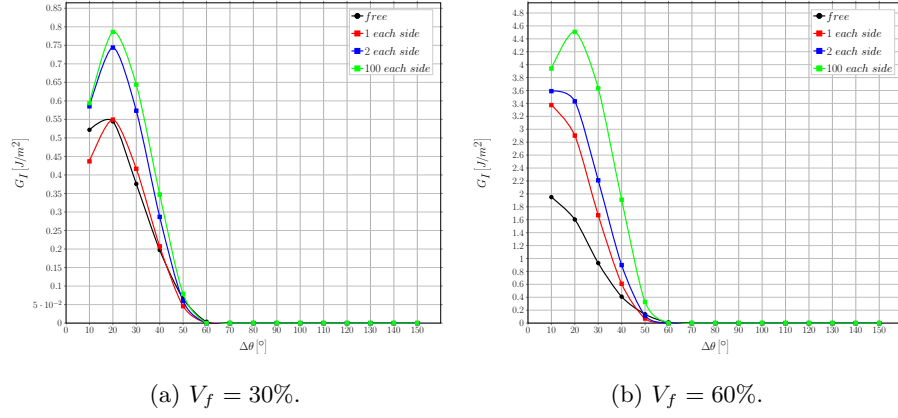 0.85
0.8
0.75
0.7
0.65
0.6
0.55
0.5
0.45
0.4
0.35
0.3
0.25
0.2
0.15
0.1
5 · 10⁻²
0
G_I [J/m²]
0 10 20 30 40 50 60 70 80 90 100 110 120 130 140 150
Δθ [°]
free
1 each side
2 each side
100 each side
(a) V_f = 30%.
4.8
4.6
4.4
4.2
4
3.8
3.6
3.4
3.2
3
2.8
2.6
2.4
2.2
2
1.8
1.6
1.4
1.2
1
0.8
0.6
0.4
0.2
0
G_I [J/m²]
0 10 20 30 40 50 60 70 80 90 100 110 120 130 140 150
Δθ [°]
free
1 each side
2 each side
100 each side
(b) V_f = 60%.